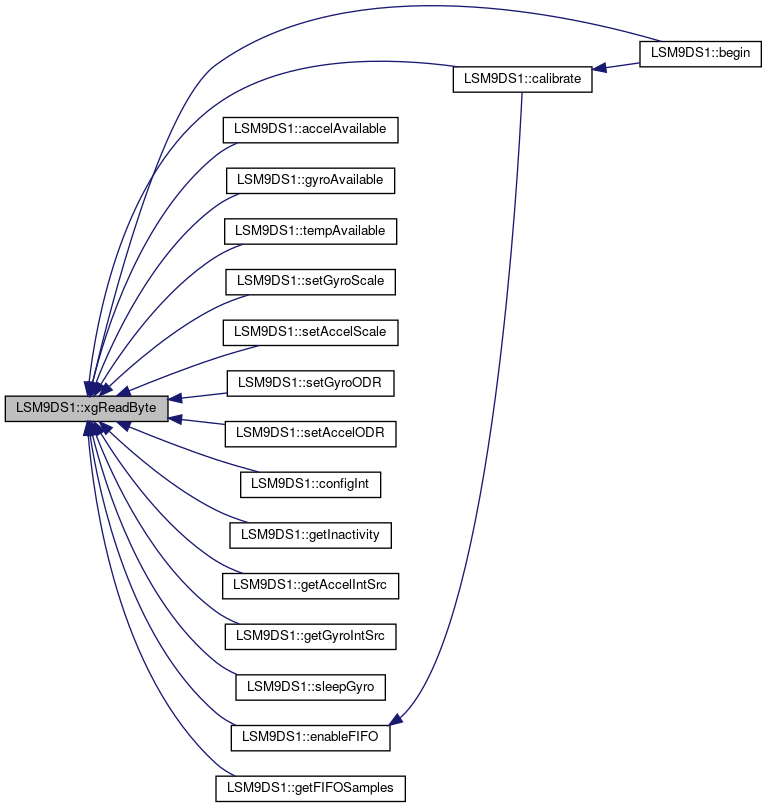 LSM9DS1::begin
LSM9DS1::calibrate
LSM9DS1::accelAvailable
LSM9DS1::gyroAvailable
LSM9DS1::tempAvailable
LSM9DS1::setGyroScale
LSM9DS1::setAccelScale
LSM9DS1::setGyroODR
LSM9DS1::xgReadByte
LSM9DS1::setAccelODR
LSM9DS1::configInt
LSM9DS1::getInactivity
LSM9DS1::getAccelIntSrc
LSM9DS1::getGyroIntSrc
LSM9DS1::sleepGyro
LSM9DS1::enableFIFO
LSM9DS1::getFIFOSamples